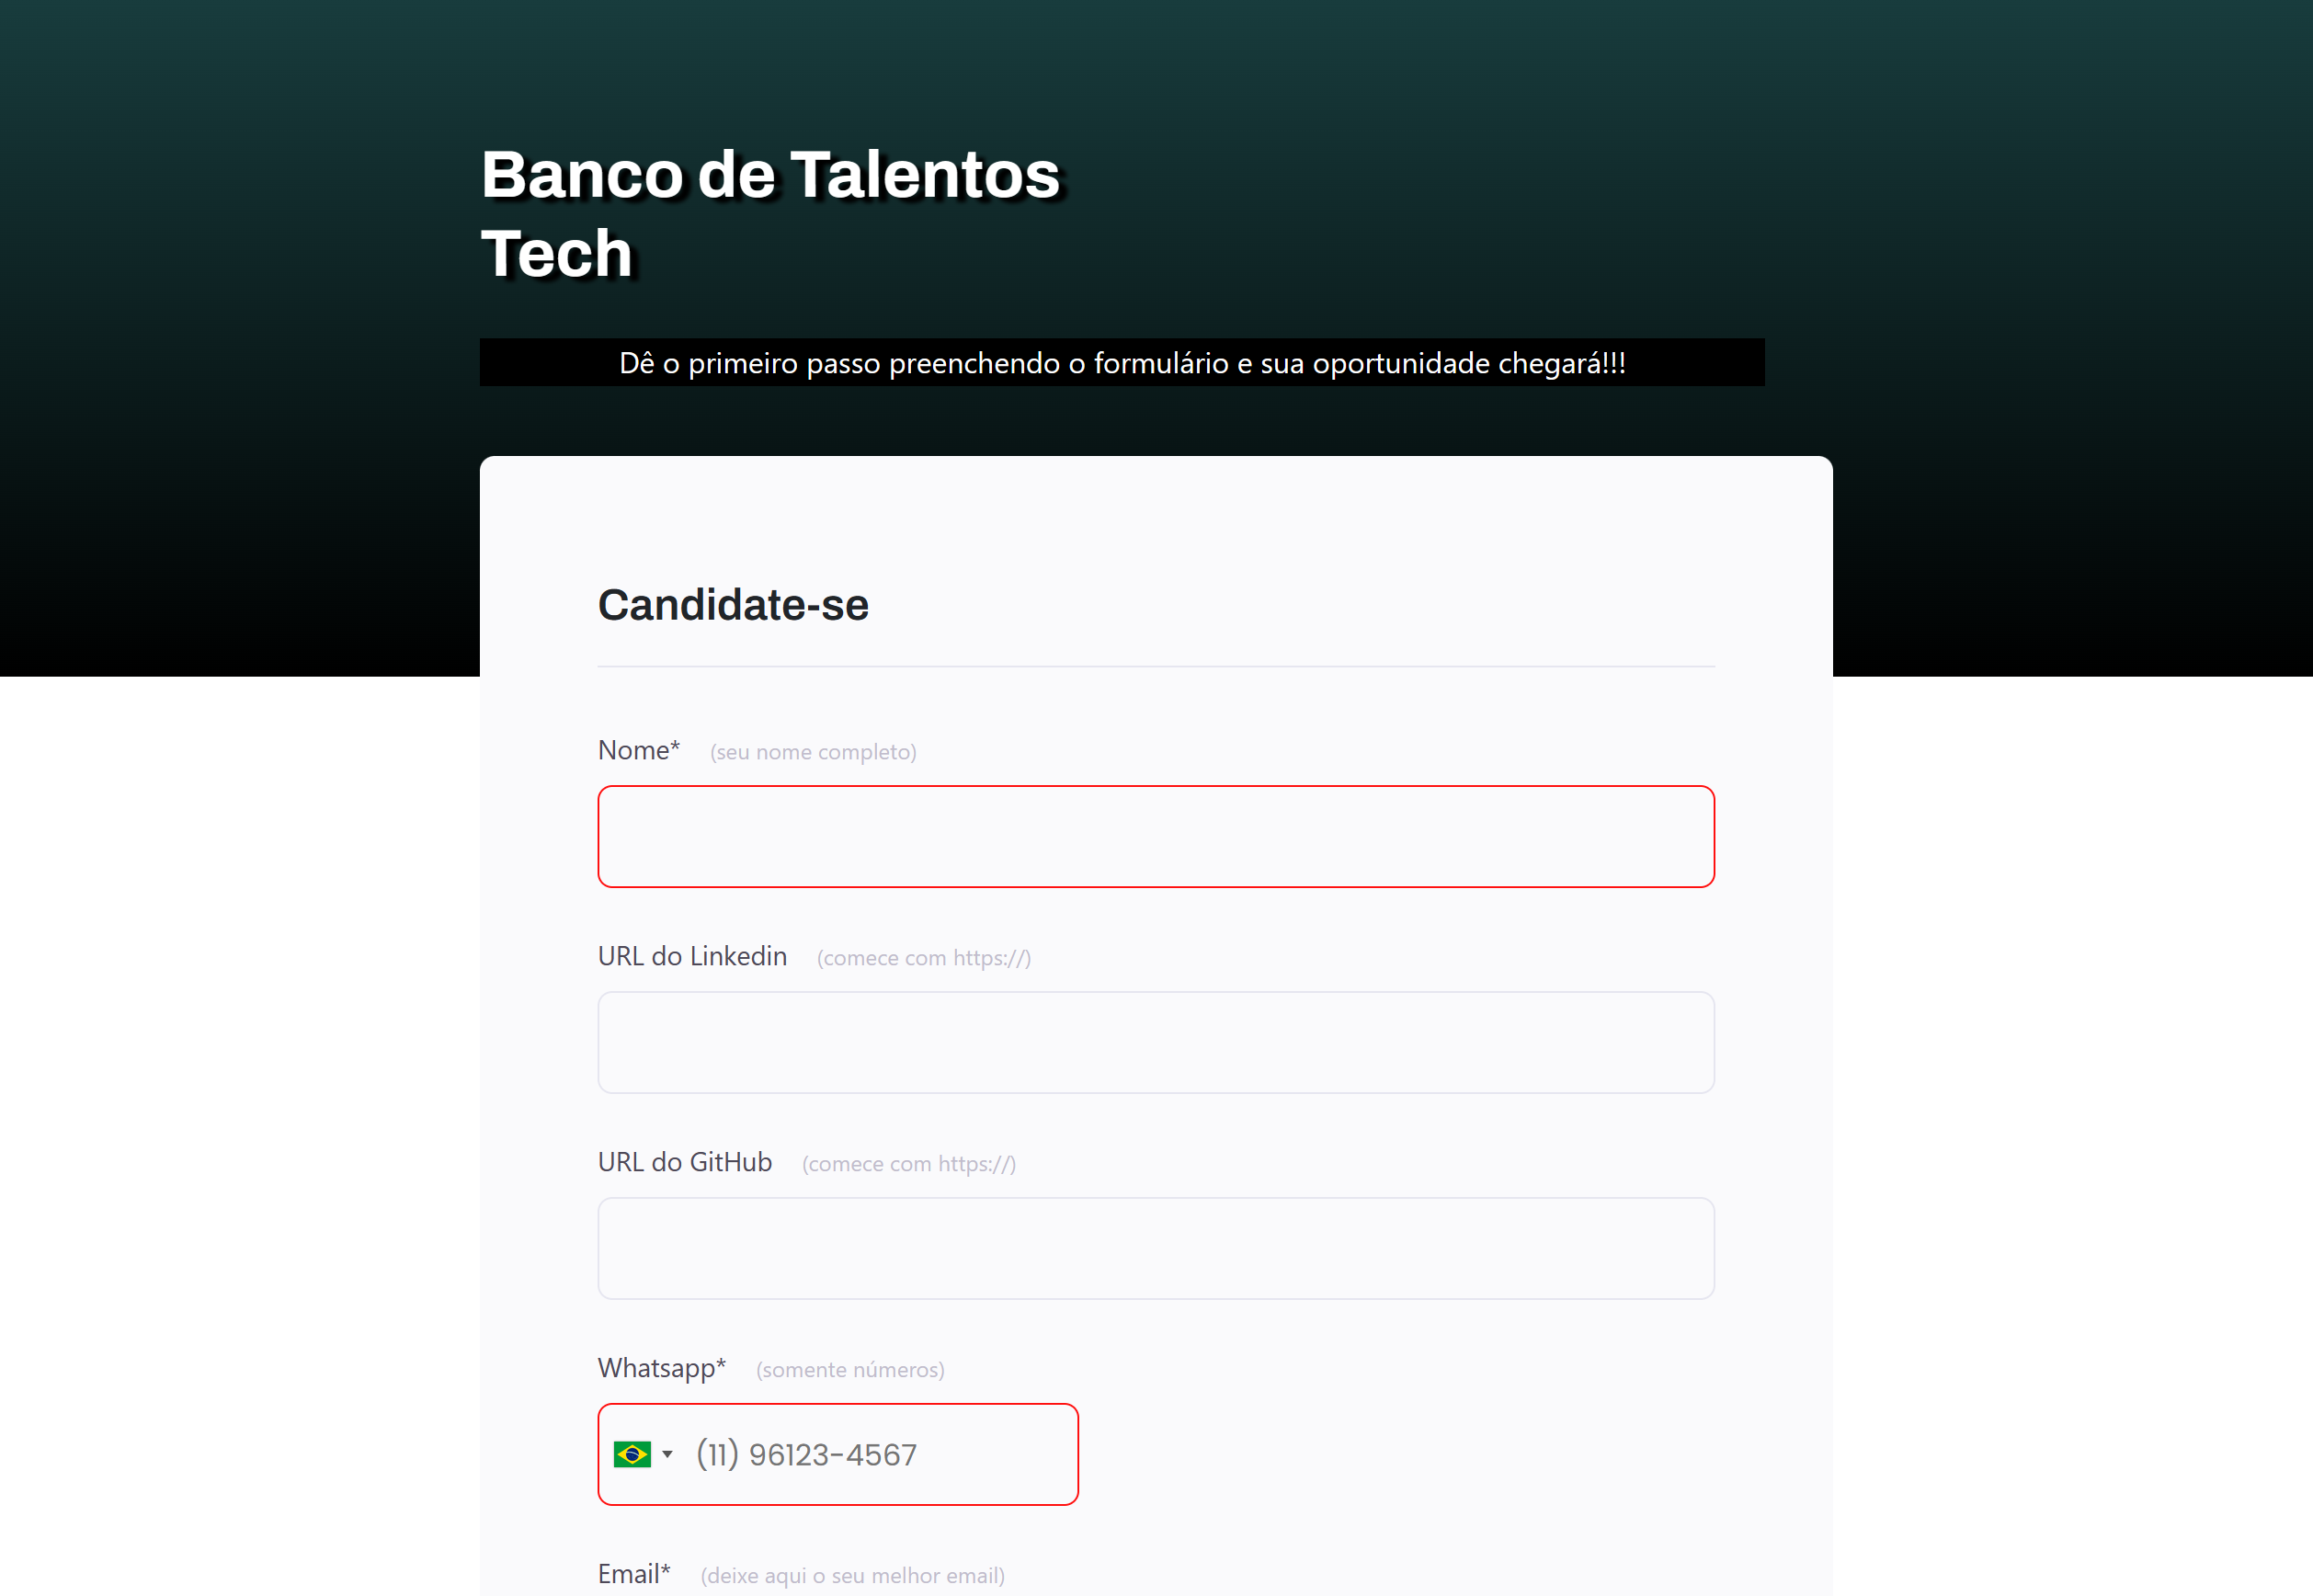 Banco de Talentos
Tech
Dê o primeiro passo preenchendo o formulário e sua oportunidade chegará!!!
Candidate-se
Nome* (seu nome completo)
URL do Linkedin (comece com https://)
URL do GitHub (comece com https://)
Whatsapp* (somente números)
(11) 96123-4567
Email* (deixe aqui o seu melhor email)